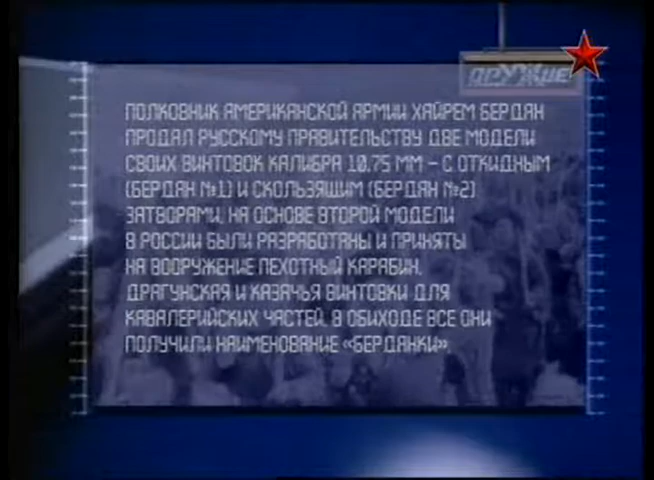 ОРУЖИЕ
ПОЛКОВНИК АМЕРИКАНСКОЙ АРМИИ ХАЙРЕМ БЕРДАН
ПРОДАЛ РУССКОМУ ПРАВИТЕЛЬСТВУ ДВЕ МОДЕЛИ
СВОИХ ВИНТОВОК КАЛИБРА 10.75 ММ – С ОТКИДНЫМ
(БЕРДАН №1) И СКОЛЬЗЯЩИМ (БЕРДАН №2)
ЗАТВОРАМИ. НА ОСНОВЕ ВТОРОЙ МОДЕЛИ
В РОССИИ БЫЛИ РАЗРАБОТАНЫ И ПРИНЯТЫ
НА ВООРУЖЕНИЕ ПЕХОТНЫЙ КАРАБИН,
ДРАГУНСКАЯ И КАЗАЧЬЯ ВИНТОВКИ ДЛЯ
КАВАЛЕРИЙСКИХ ЧАСТЕЙ. В ОБИХОДЕ ВСЕ ОНИ
ПОЛУЧИЛИ НАИМЕНОВАНИЕ «БЕРДАНКИ»